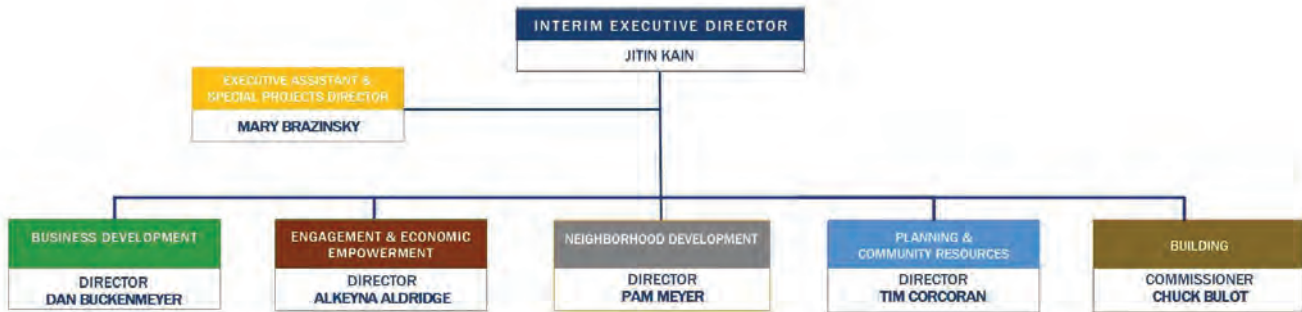 INTERIM EXECUTIVE DIRECTOR
JITIN KAIN
EXECUTIVE ASSISTANT &
SPECIAL PROJECTS DIRECTOR
MARY BRAZINSKY
BUSINESS DEVELOPMENT
DIRECTOR
DAN BUCKENMEYER
ENGAGEMENT & ECONOMIC
EMPOWERMENT
DIRECTOR
ALKEYNA ALDRIDGE
NEIGHBORHOOD DEVELOPMENT
DIRECTOR
PAM MEYER
PLANNING &
COMMUNITY RESOURCES
DIRECTOR
TIM CORCORAN
BUILDING
COMMISSIONER
CHUCK BULOT